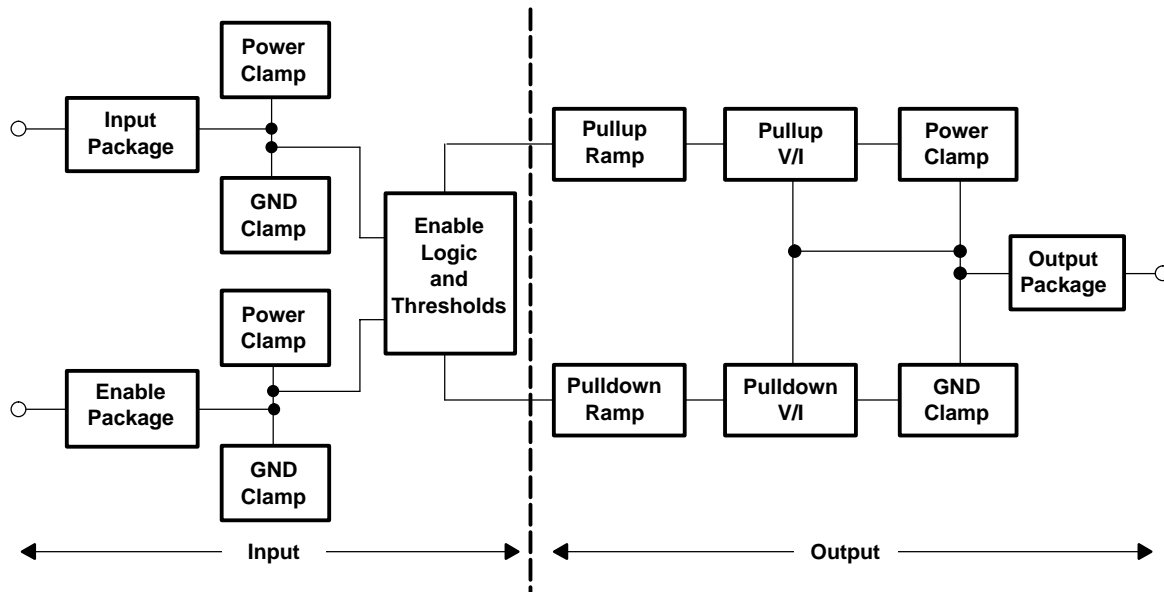 Power
Clamp
Input
Package
GND
Clamp
Enable
Logic
and
Thresholds
Power
Clamp
Enable
Package
GND
Clamp
Pullup
Ramp
Pullup
V/I
Power
Clamp
Output
Package
Pulldown
Ramp
Pulldown
V/I
GND
Clamp
Input
Output